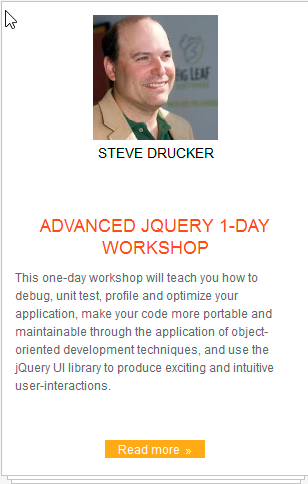 IG LEAF
STEVE DRUCKER
ADVANCED JQUERY 1-DAY
WORKSHOP
This one-day workshop will teach you how to
debug, unit test, profile and optimize your
application, make your code more portable and
maintainable through the application of object-
oriented development techniques, and use the
jQuery UI library to produce exciting and intuitive
user-interactions.
Read more »